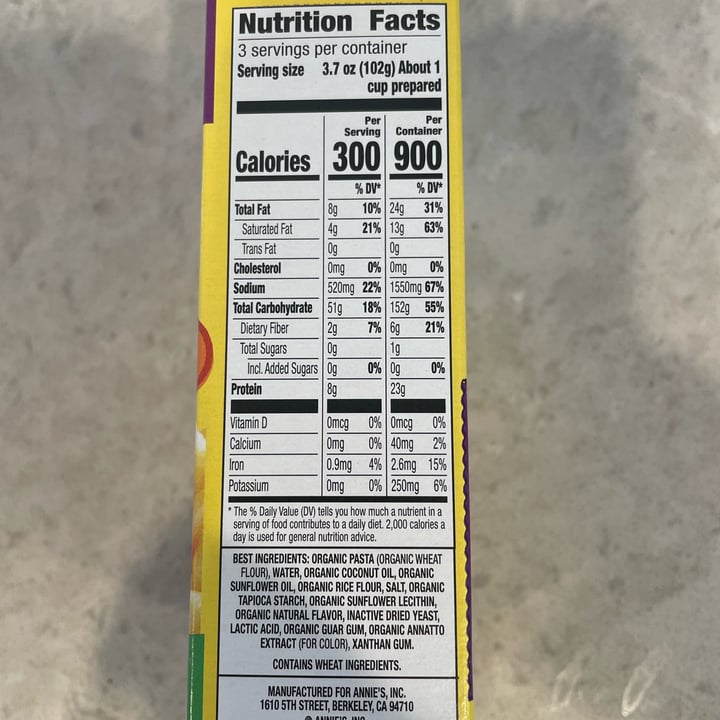 Nutrition Facts
3 servings per container
Serving size 3.7 oz (102g) About 1
cup prepared
Per Serving Per Container
Calories 300 900
% DV* % DV*
Total Fat 8g 10% 24g 31%
Saturated Fat 4g 21% 13g 63%
Trans Fat 0g 0g
Cholesterol 0mg 0% 0mg 0%
Sodium 520mg 22% 1550mg 67%
Total Carbohydrate 51g 18% 152g 55%
Dietary Fiber 2g 7% 6g 21%
Total Sugars 0g 1g
Incl. Added Sugars 0g 0% 0g 0%
Protein 8g 23g
Vitamin D 0mcg 0% 0mcg 0%
Calcium 0mg 0% 40mg 2%
Iron 0.9mg 4% 2.6mg 15%
Potassium 0mg 0% 250mg 6%
* The % Daily Value (DV) tells you how much a nutrient in a
serving of food contributes to a daily diet. 2,000 calories a
day is used for general nutrition advice.
BEST INGREDIENTS: ORGANIC PASTA (ORGANIC WHEAT
FLOUR), WATER, ORGANIC COCONUT OIL, ORGANIC
SUNFLOWER OIL, ORGANIC RICE FLOUR, SALT, ORGANIC
TAPIOCA STARCH, ORGANIC SUNFLOWER LECITHIN,
ORGANIC NATURAL FLAVOR, INACTIVE DRIED YEAST,
LACTIC ACID, ORGANIC GUAR GUM, ORGANIC ANNATTO
EXTRACT (FOR COLOR), XANTHAN GUM.
CONTAINS WHEAT INGREDIENTS.
MANUFACTURED FOR ANNIE'S, INC.
1610 5TH STREET, BERKELEY, CA 94710
© ANNIE'S, INC.